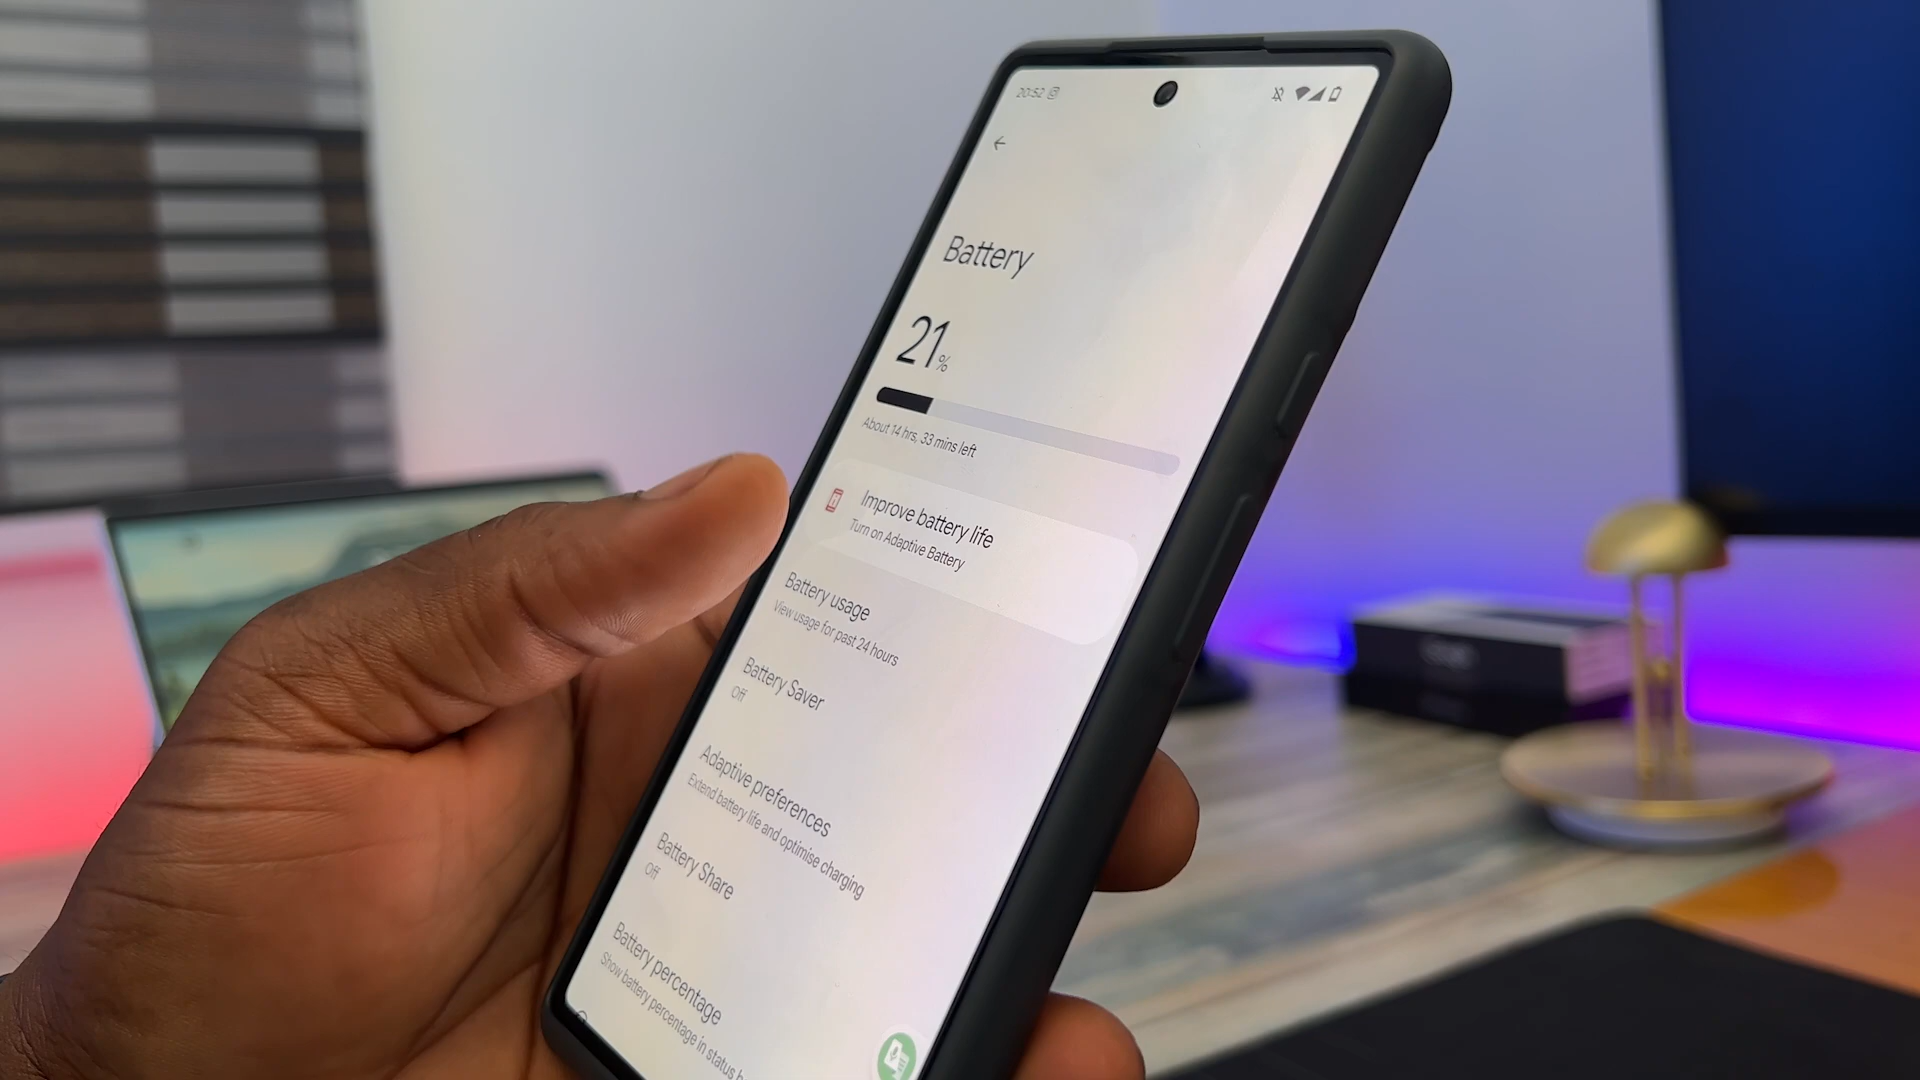 20:52
Battery
21%
About 14 hrs, 33 mins left
Improve battery life
Turn on Adaptive Battery
Battery usage
View usage for past 24 hours
Battery Saver
Off
Adaptive preferences
Extend battery life and optimise charging
Battery Share
Off
Battery percentage
Show battery percentage in status b